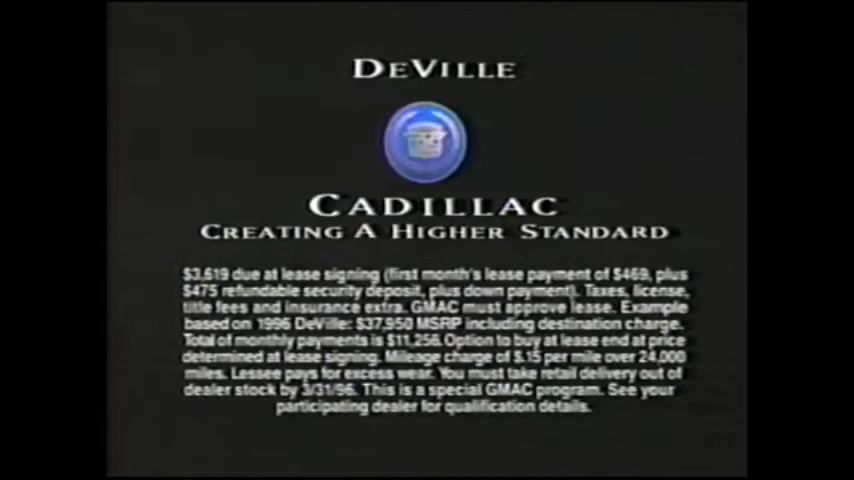 DEVILLE
CADILLAC
CREATING A HIGHER STANDARD
$3,619 due at lease signing (first month's lease payment of $469, plus
$475 refundable security deposit, plus down payment). Taxes, license,
title fees and insurance extra. GMAC must approve lease. Example
based on 1996 DeVille: $37,950 MSRP including destination charge.
Total of monthly payments is $11,256. Option to buy at lease end at price
determined at lease signing. Mileage charge of $.15 per mile over 24,000
miles. Lessee pays for excess wear. You must take retail delivery out of
dealer stock by 3/31/96. This is a special GMAC program. See your
participating dealer for qualification details.